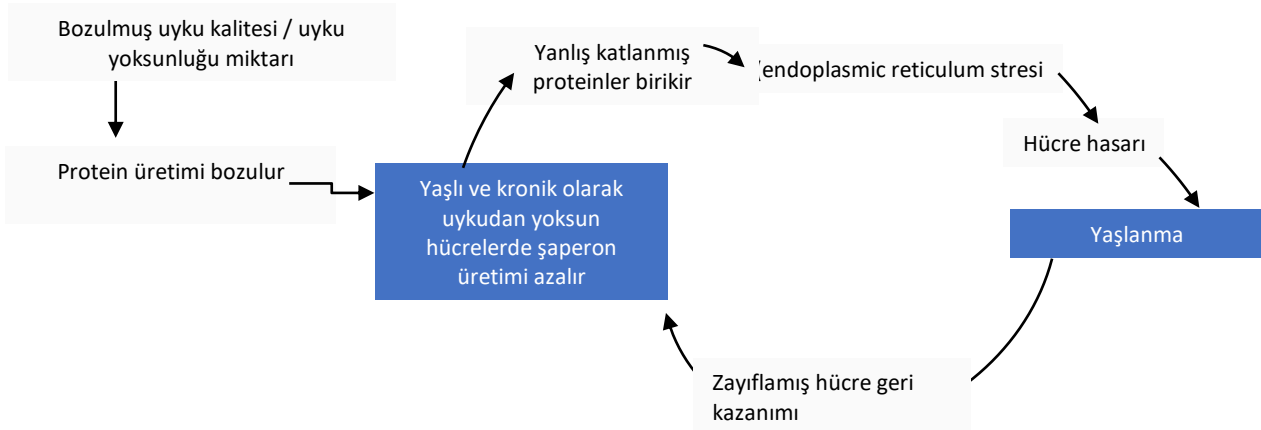 Bozulmuş uyku kalitesi / uyku
yoksunluğu miktarı
Protein üretimi bozulur
Yaşlı ve kronik olarak
uykudan yoksun
hücrelerde şaperon
üretimi azalır
Yanlış katlanmış
proteinler birikir
(endoplasmic reticulum stresi
Hücre hasarı
Yaşlanma
Zayıflamış hücre geri
kazanımı